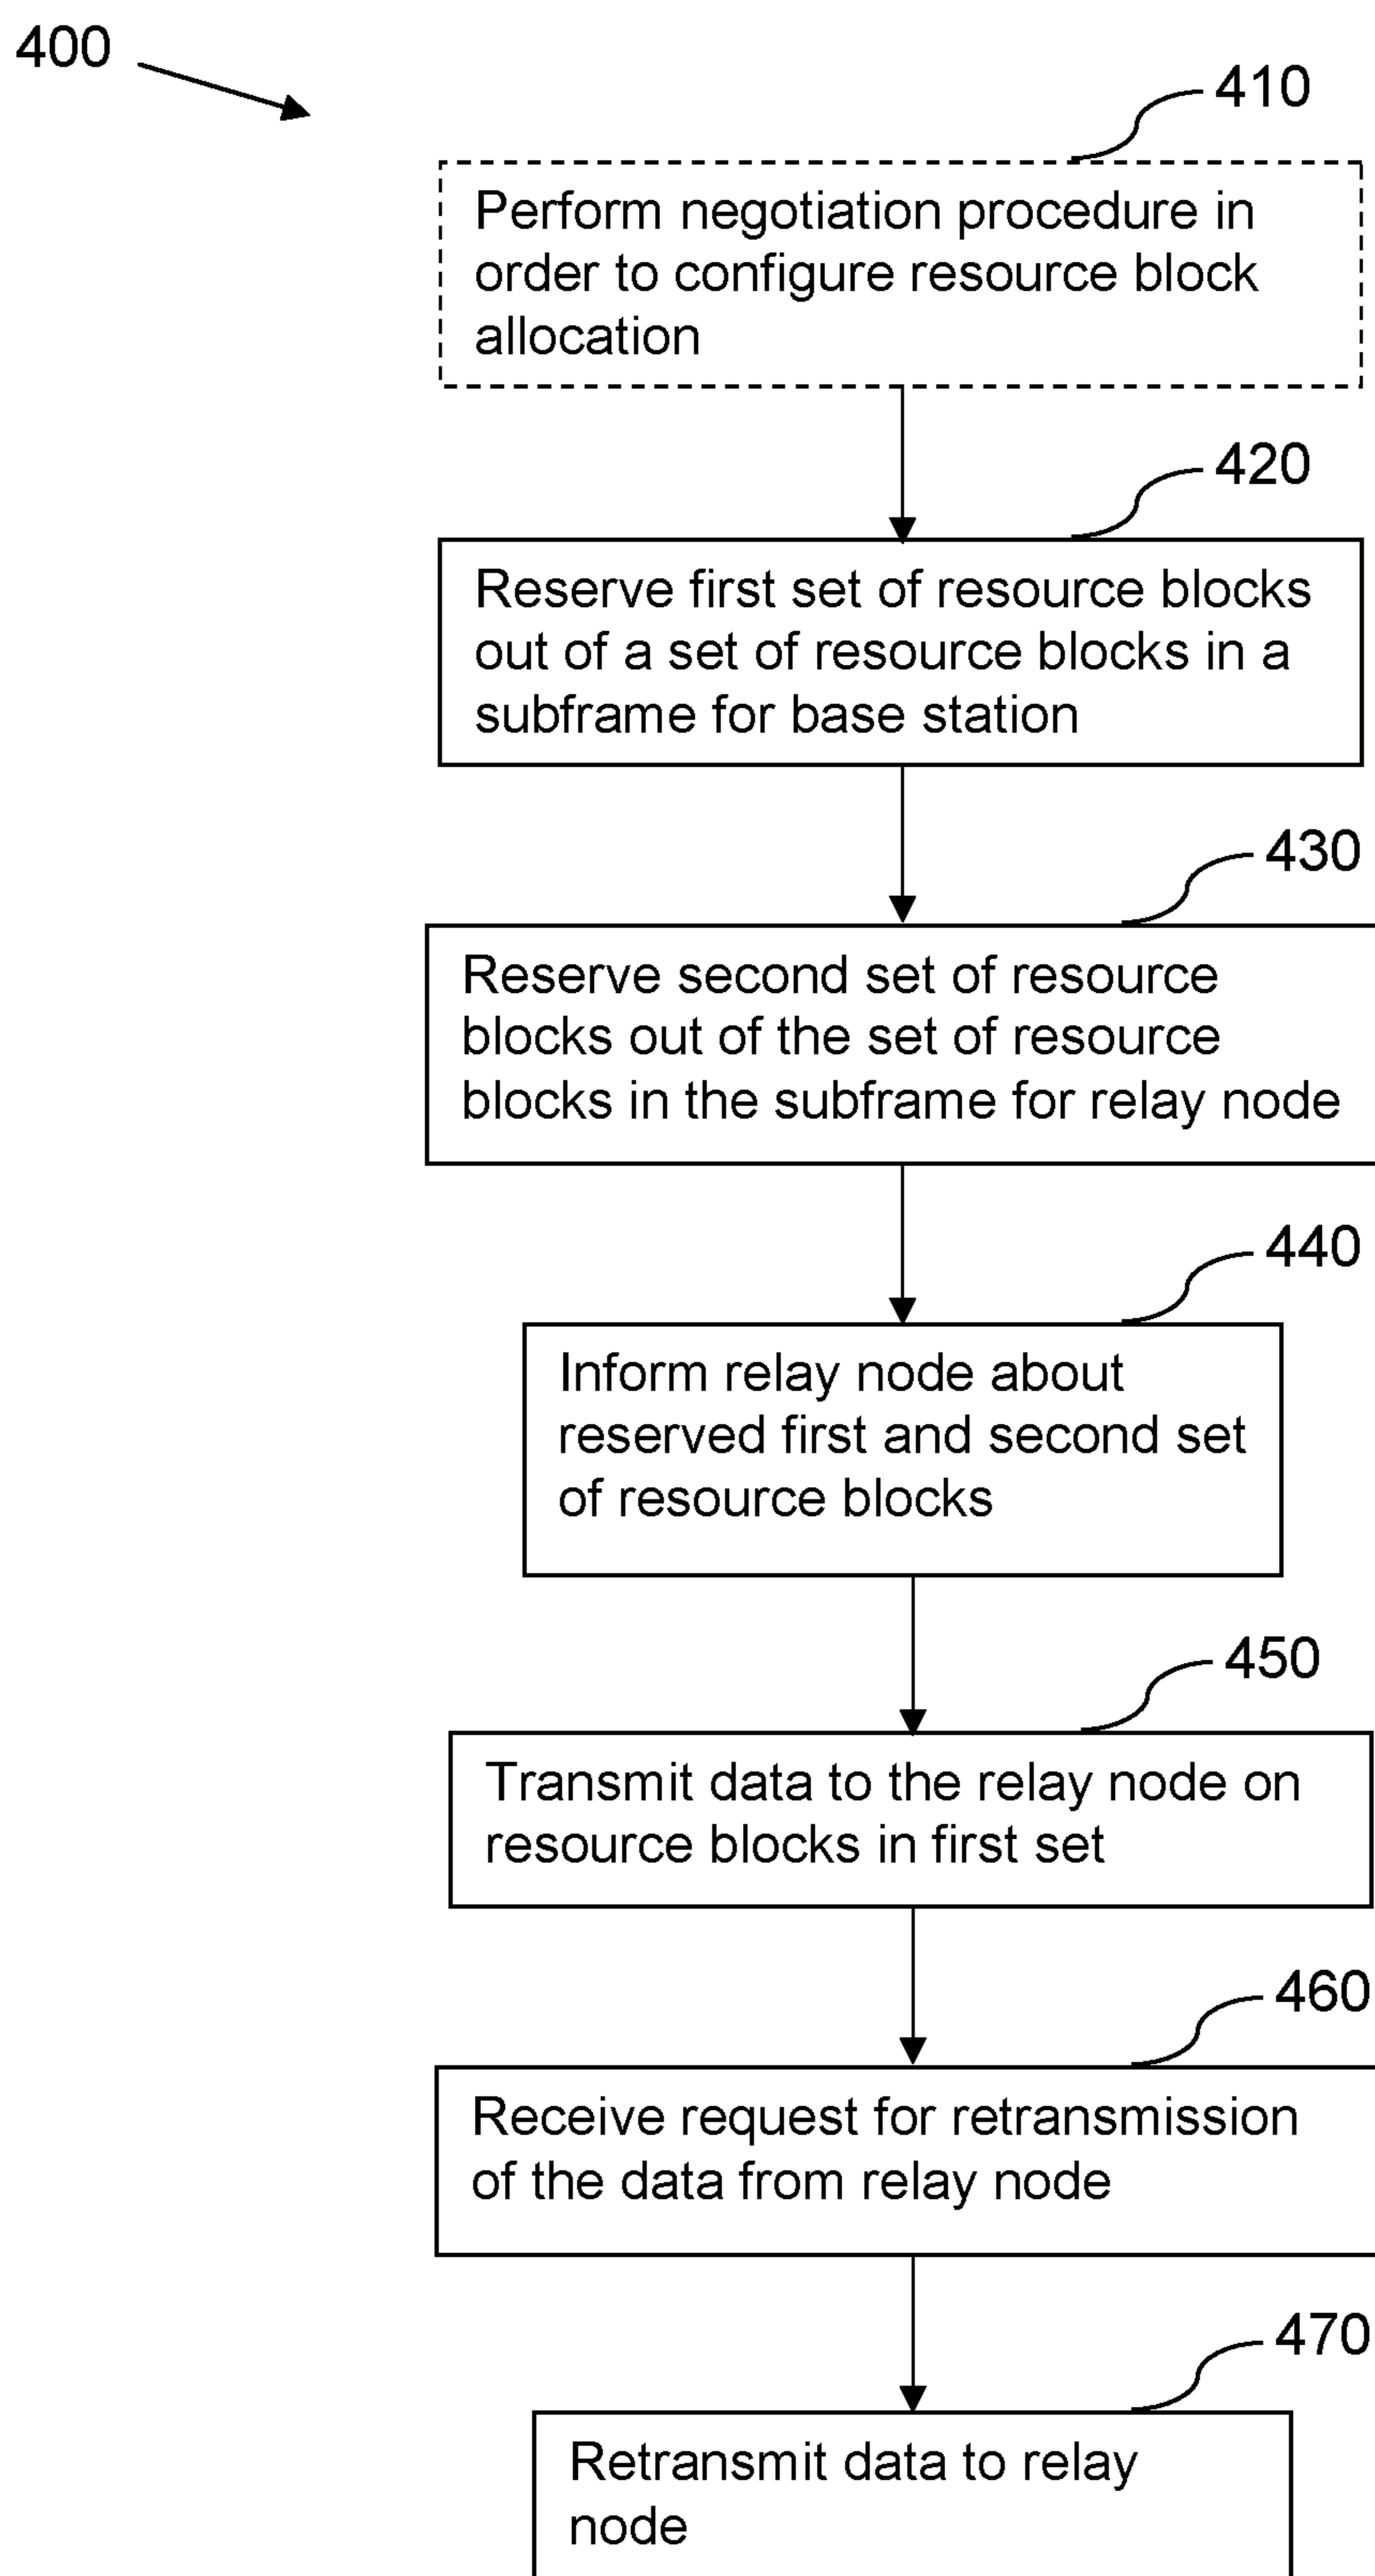 400
410
Perform negotiation procedure in
order to configure resource block
allocation
420
Reserve first set of resource blocks
out of a set of resource blocks in a
subframe for base station
430
Reserve second set of resource
blocks out of the set of resource
blocks in the subframe for relay node
440
Inform relay node about
reserved first and second set
of resource blocks
450
Transmit data to the relay node on
resource blocks in first set
460
Receive request for retransmission
of the data from relay node
470
Retransmit data to relay
node